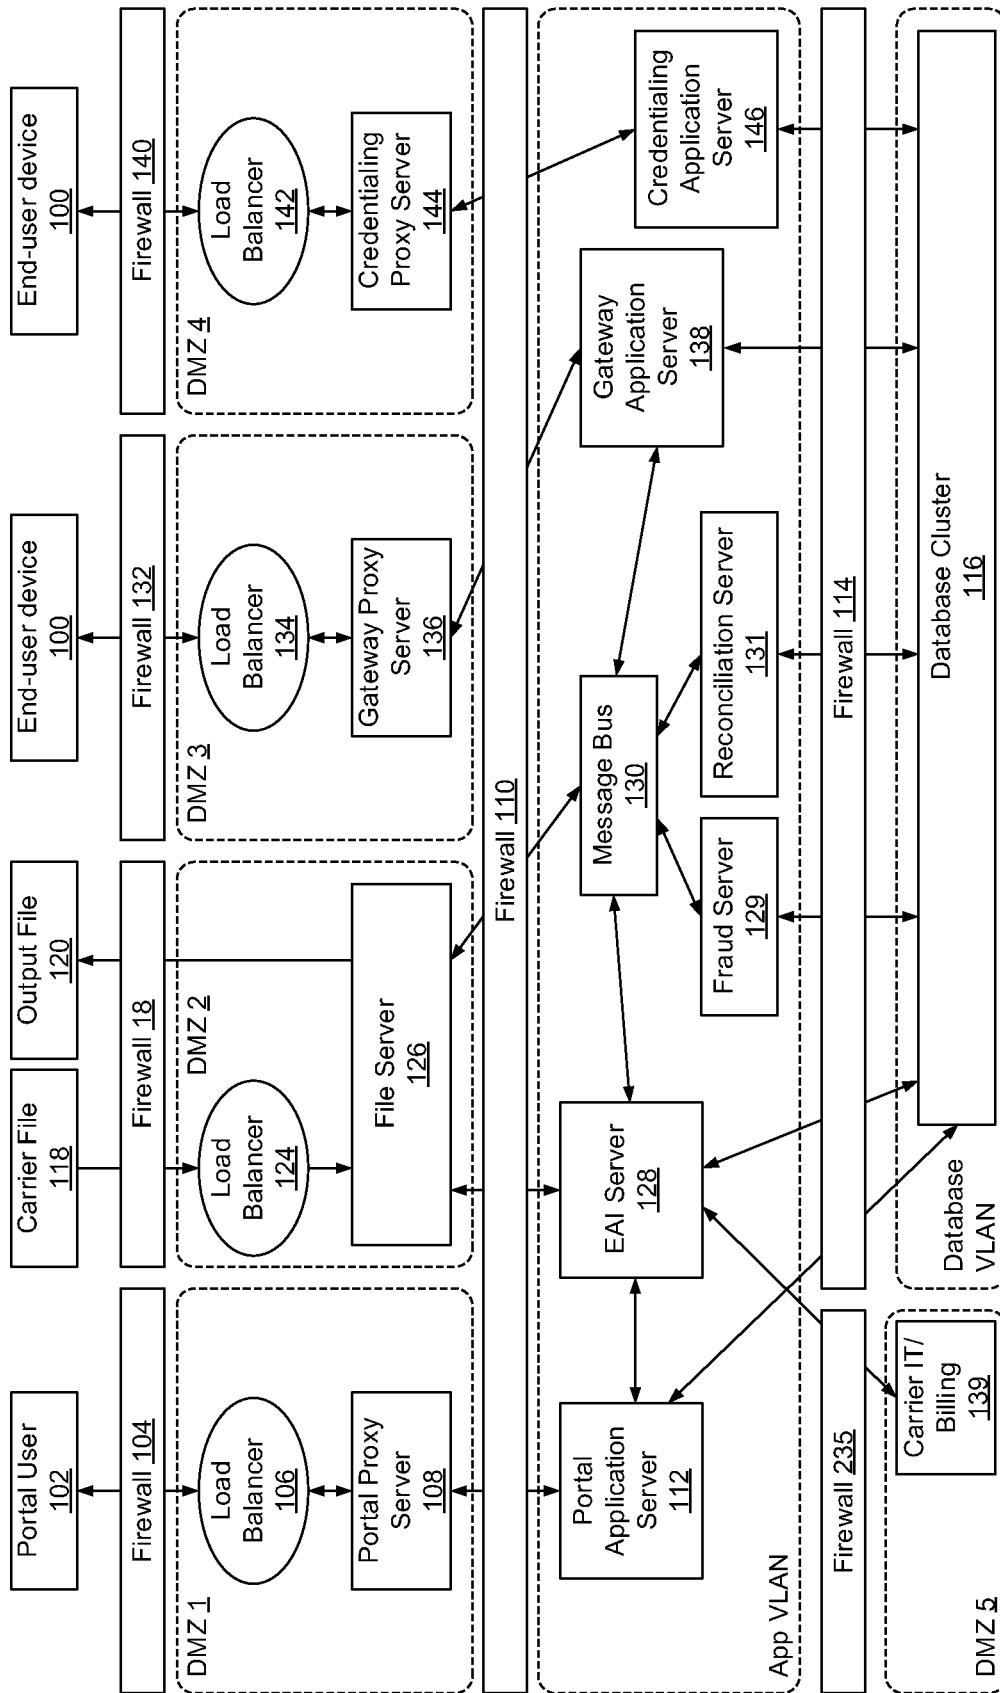 Portal User
102
Carrier File
118
Output File
120
End-user device
100
End-user device
100
Firewall 104
Firewall 18
Firewall 132
Firewall 140
DMZ 1
Load
Balancer
106
Portal Proxy
Server
108
DMZ 2
Load
Balancer
124
File Server
126
DMZ 3
Load
Balancer
134
Gateway Proxy
Server
136
DMZ 4
Load
Balancer
142
Credentialing
Proxy Server
144
Firewall 110
App VLAN
Portal
Application
Server
112
EAI Server
128
Message Bus
130
Fraud Server
129
Reconciliation Server
131
Gateway
Application
Server
138
Credentialing
Application
Server
146
Firewall 235
Firewall 114
DMZ 5
Carrier IT/
Billing
139
Database
VLAN
Database Cluster
116